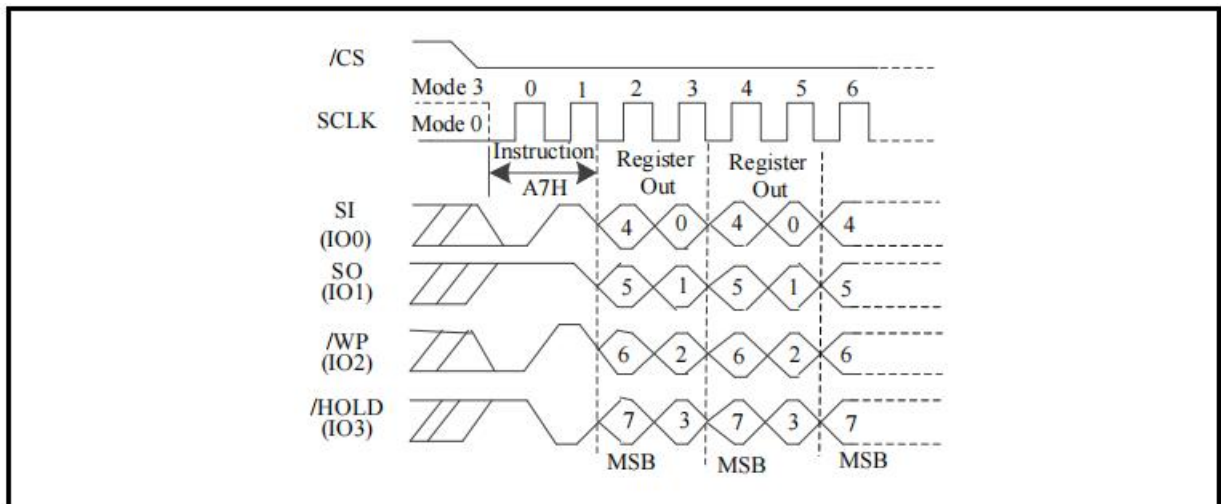 /CS
Mode 3 0 1 2 3 4 5 6
SCLK Mode 0
Instruction Register Register
A7H Out Out
SI 4 0 4 0 4
(IO0)
SO 5 1 5 1 5
(IO1)
/WP 6 2 6 2 6
(IO2)
/HOLD 7 3 7 3 7
(IO3)
MSB MSB MSB